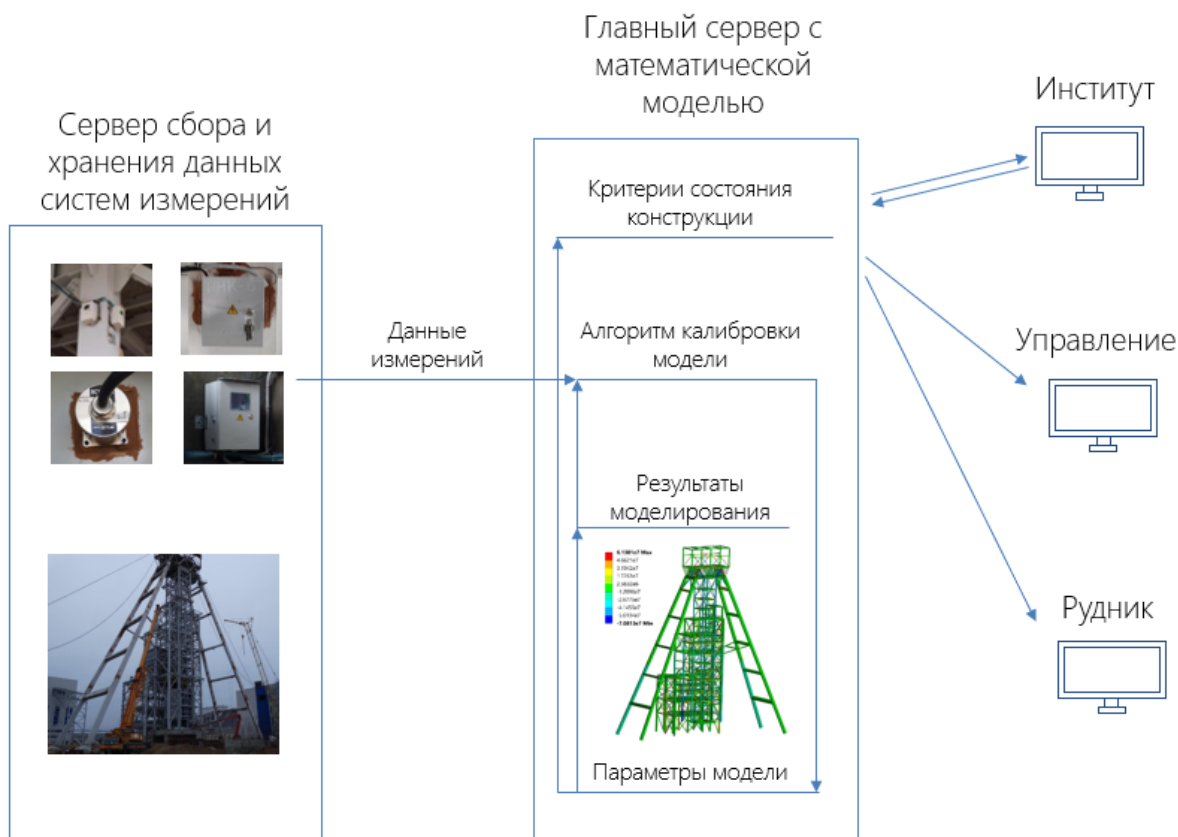 Главный сервер с
математической
моделью
Институт
Сервер сбора и
хранения данных
систем измерений
Критерии состояния
конструкции
Данные
измерений
Алгоритм калибровки
модели
Управление
Результаты
моделирования
Рудник
Параметры модели